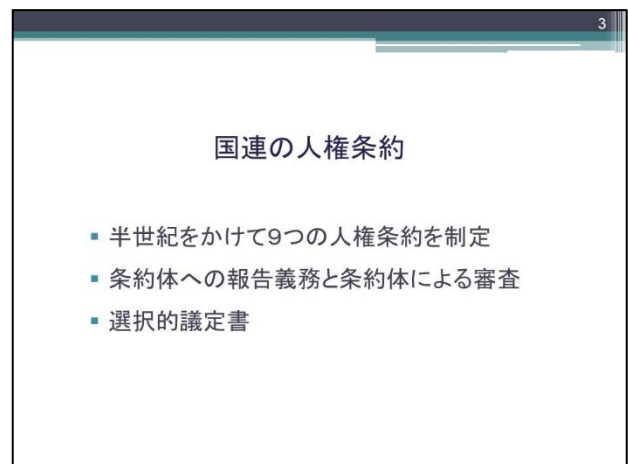 3
国連の人権条約
▪ 半世紀をかけて9つの人権条約を制定
▪ 条約体への報告義務と条約体による審査
▪ 選択的議定書